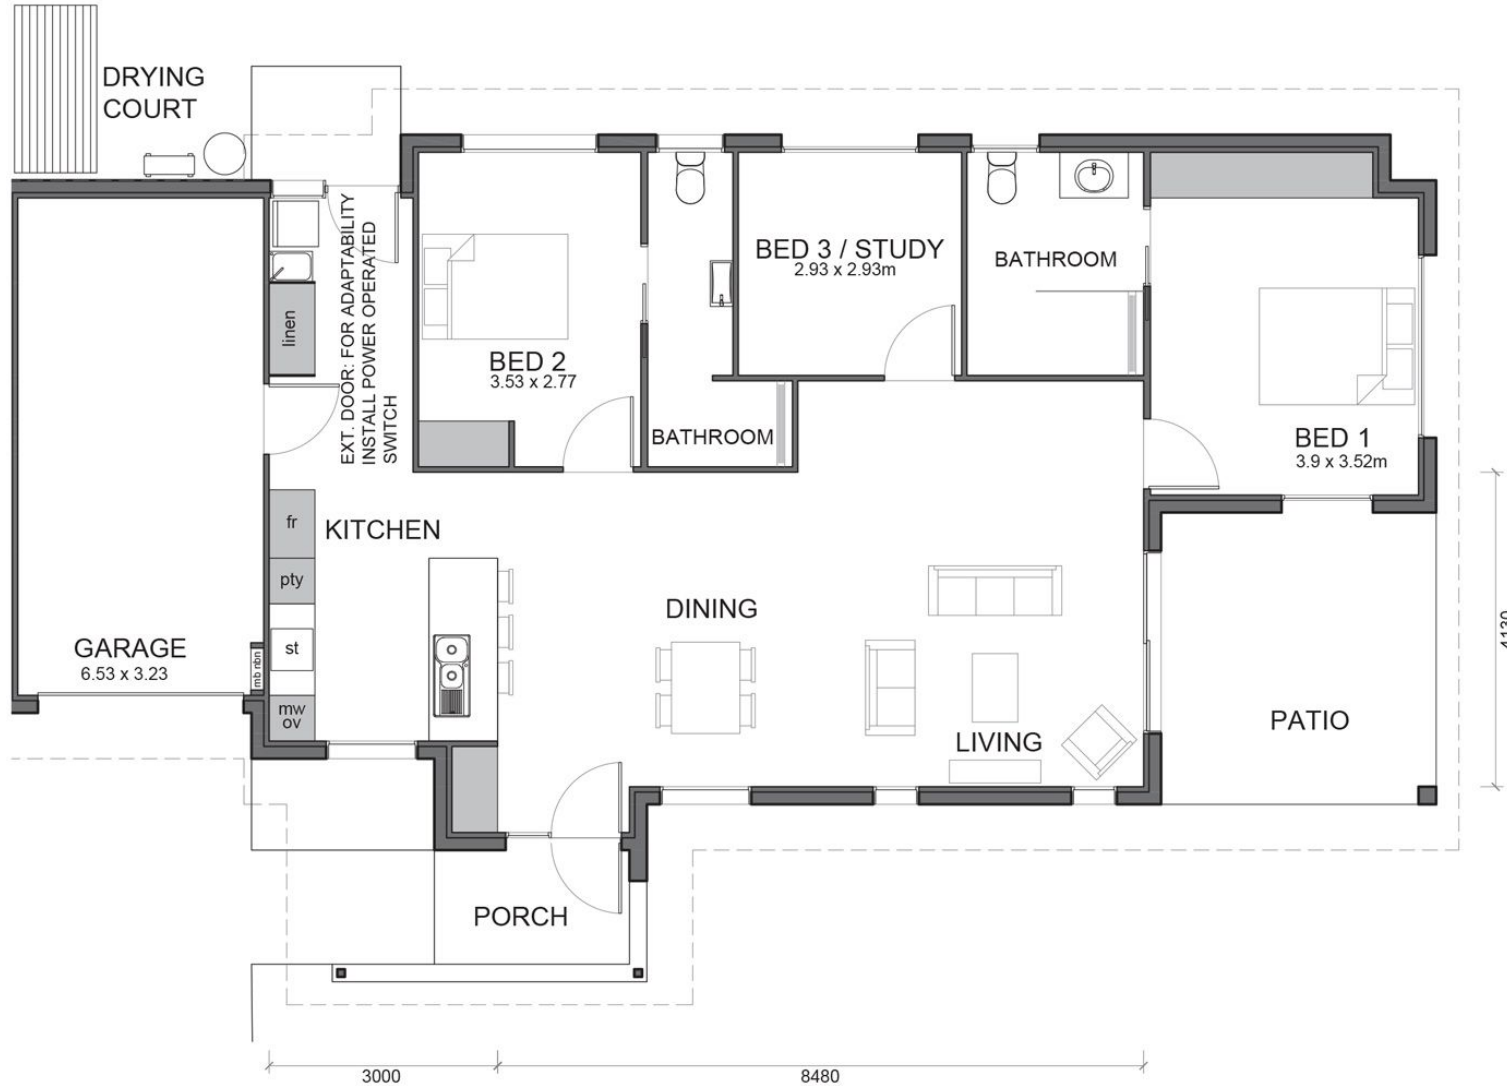 DRYING
COURT
EXT. DOOR: FOR ADAPTABILITY
INSTALL POWER OPERATED
SWITCH
linen
BED 2
3.53 x 2.77
BATHROOM
BED 3 / STUDY
2.93 x 2.93m
BATHROOM
BED 1
3.9 x 3.52m
fr
KITCHEN
pty
st
mw
ov
GARAGE
6.53 x 3.23
mb nbn
DINING
LIVING
PATIO
4130
PORCH
3000
8480